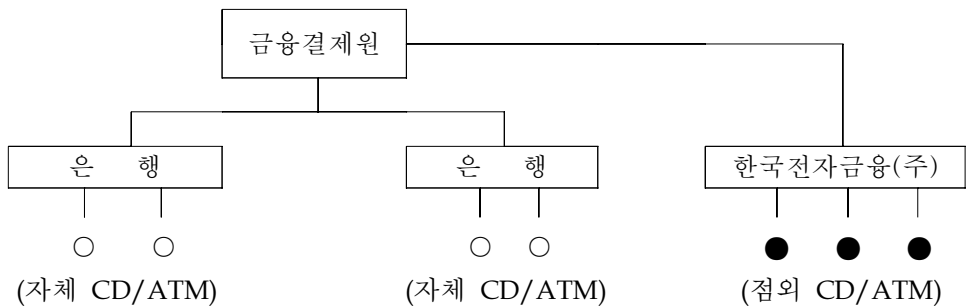 금융결제원
은 행
은 행
한국전자금융(주)
(자체 CD/ATM)
(자체 CD/ATM)
(점외 CD/ATM)